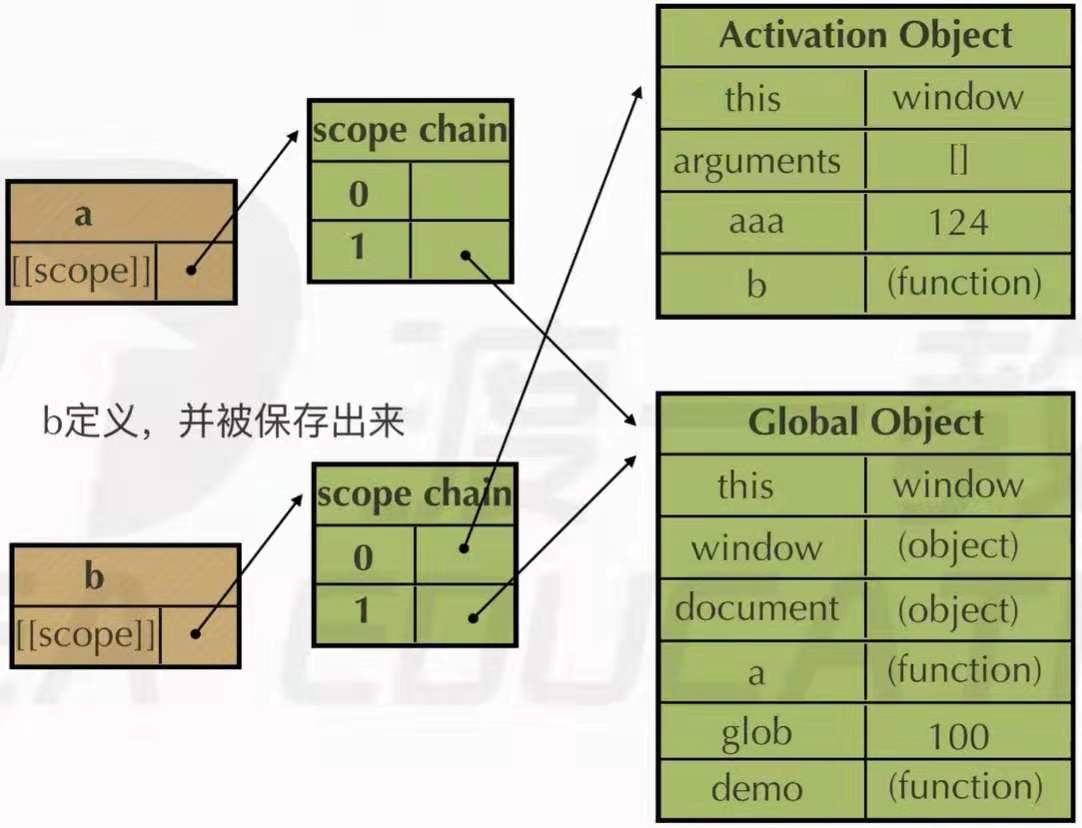 Activation Object
this window
arguments []
aaa 124
b (function)
scope chain
0
1
a
[[scope]]
b定义，并被保存出来
scope chain
0
1
b
[[scope]]
Global Object
this window
window (object)
document (object)
a (function)
glob 100
demo (function)